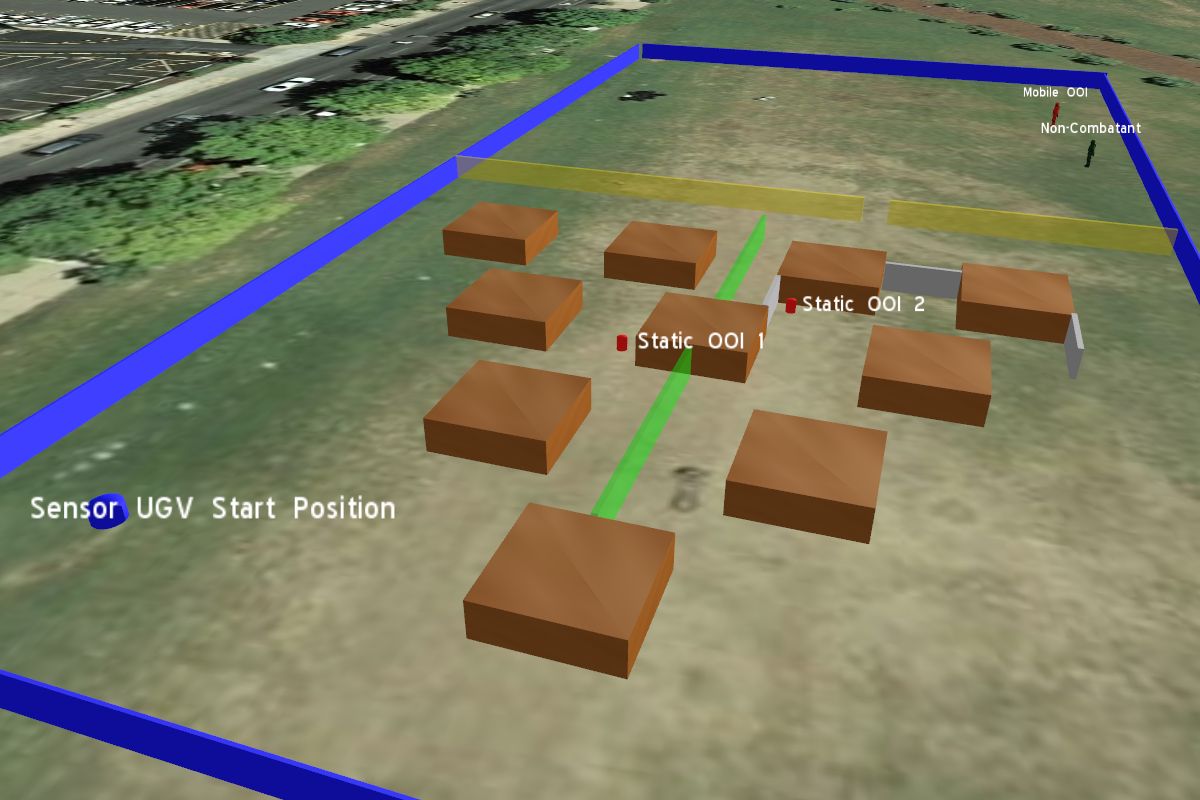 Mobile OOI
Non-Combatant
Static OOI 2
Static OOI 1
Sensor UGV Start Position